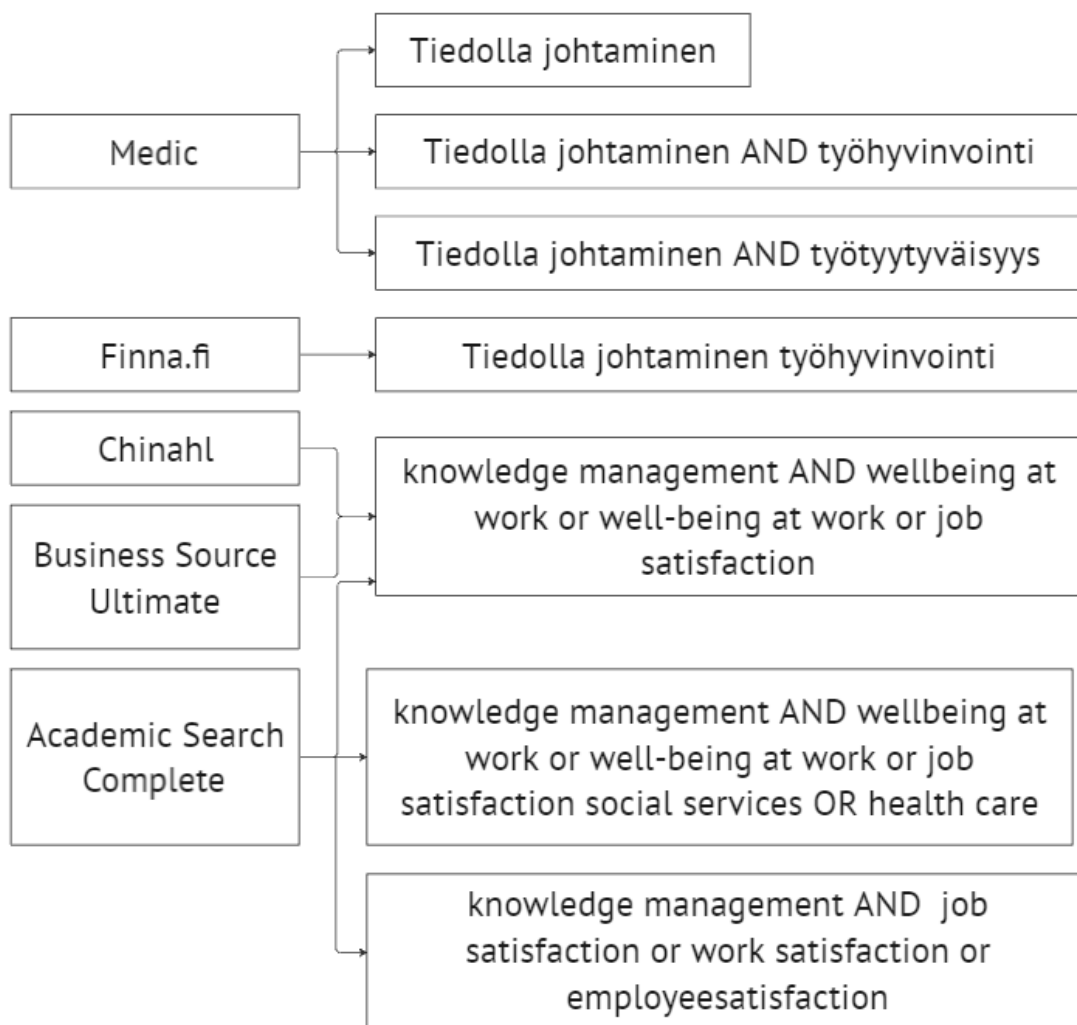 Medic
Tiedolla johtaminen
Tiedolla johtaminen AND työhyvinvointi
Tiedolla johtaminen AND työtyytyväisyys
Finna.fi
Tiedolla johtaminen työhyvinvointi
Chinahl
Business Source
Ultimate
knowledge management AND wellbeing at
work or well-being at work or job
satisfaction
Academic Search
Complete
knowledge management AND wellbeing at
work or well-being at work or job
satisfaction social services OR health care
knowledge management AND  job
satisfaction or work satisfaction or
employeesatisfaction